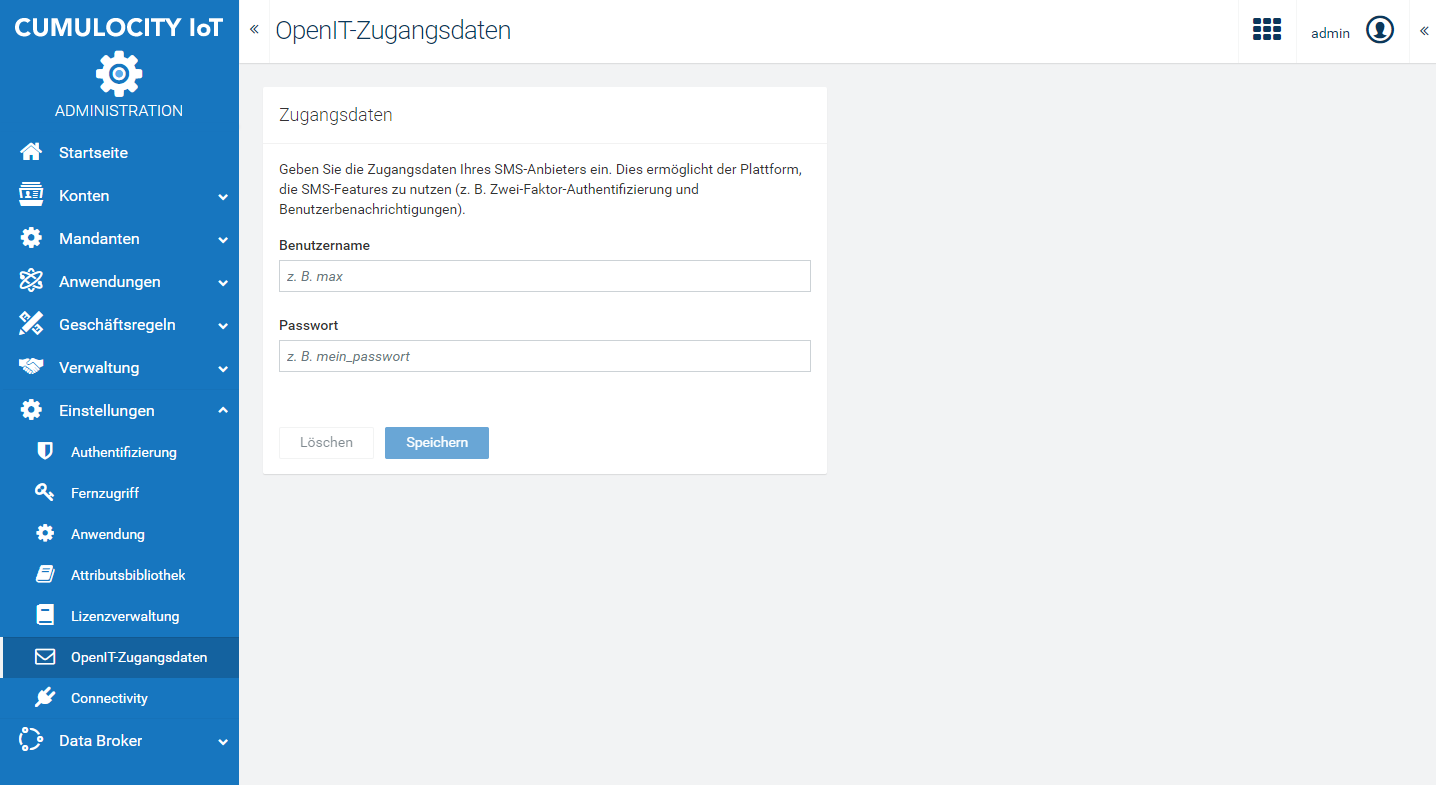 CUMULOCITY IoT
ADMINISTRATION
Startseite
Konten
Mandanten
Anwendungen
Geschäftsregeln
Verwaltung
Einstellungen
Authentifizierung
Fernzugriff
Anwendung
Attributsbibliothek
Lizenzverwaltung
OpenIT-Zugangsdaten
Connectivity
Data Broker
«
OpenIT-Zugangsdaten
admin
«
Zugangsdaten
Geben Sie die Zugangsdaten Ihres SMS-Anbieters ein. Dies ermöglicht der Plattform,
die SMS-Features zu nutzen (z. B. Zwei-Faktor-Authentifizierung und
Benutzerbenachrichtigungen).
Benutzername
z. B. max
Passwort
z. B. mein_passwort
Löschen
Speichern